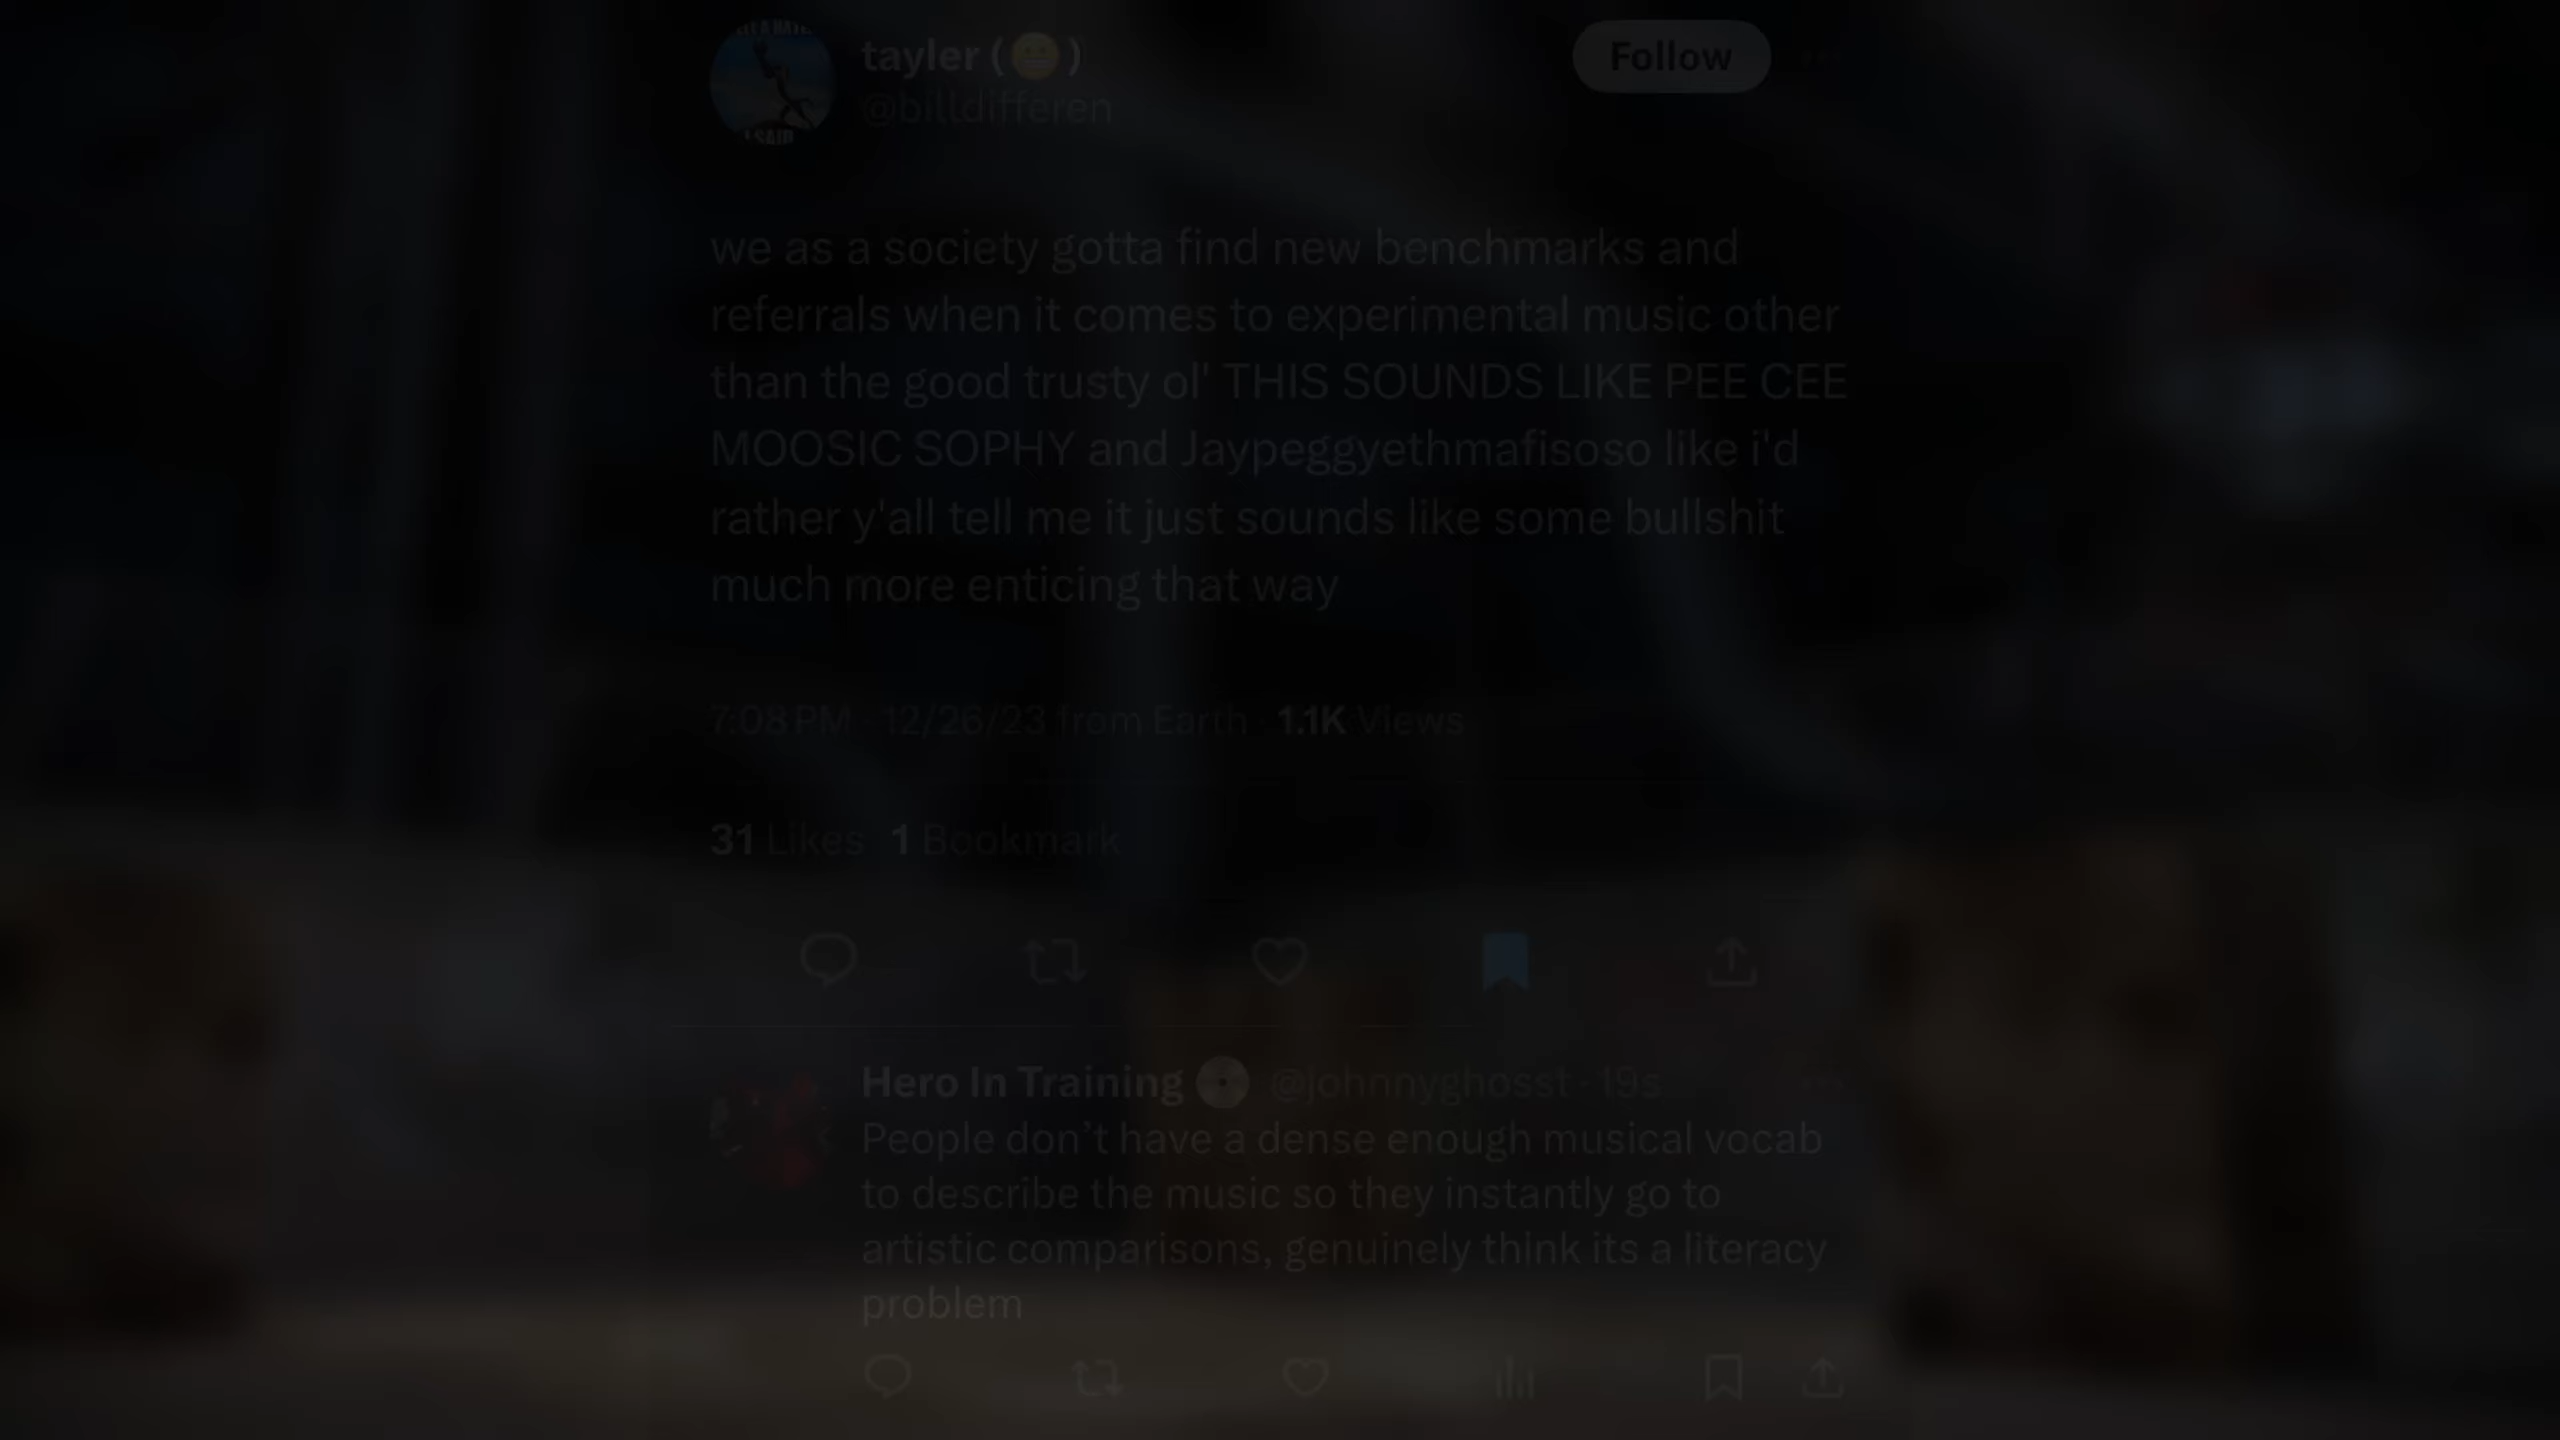 tayler (😀)
Follow
@billdifferen
we as a society gotta find new benchmarks and
referrals when it comes to experimental music other
than the good trusty ol' THIS SOUNDS LIKE PEE CEE
MOOSIC SOPHY and Jaypeggyethmafisoso like i'd
rather y'all tell me it just sounds like some bullshit
much more enticing that way
7:08 PM · 12/26/23 from Earth · 1.1K Views
31 Likes 1 Bookmark
Hero In Training @johnnyghosst · 19s
People don’t have a dense enough musical vocab
to describe the music so they instantly go to
artistic comparisons, genuinely think its a literacy
problem